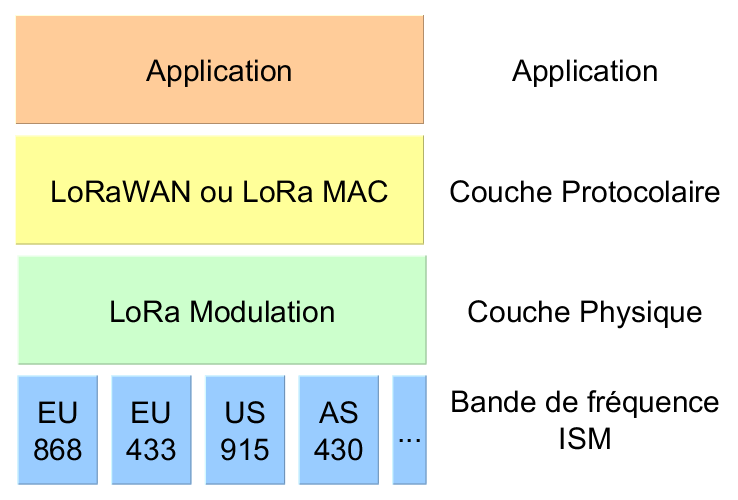 Application
Application
LoRaWAN ou LoRa MAC
Couche Protocolaire
LoRa Modulation
Couche Physique
EU
868
EU
433
US
915
AS
430
...
Bande de fréquence
ISM